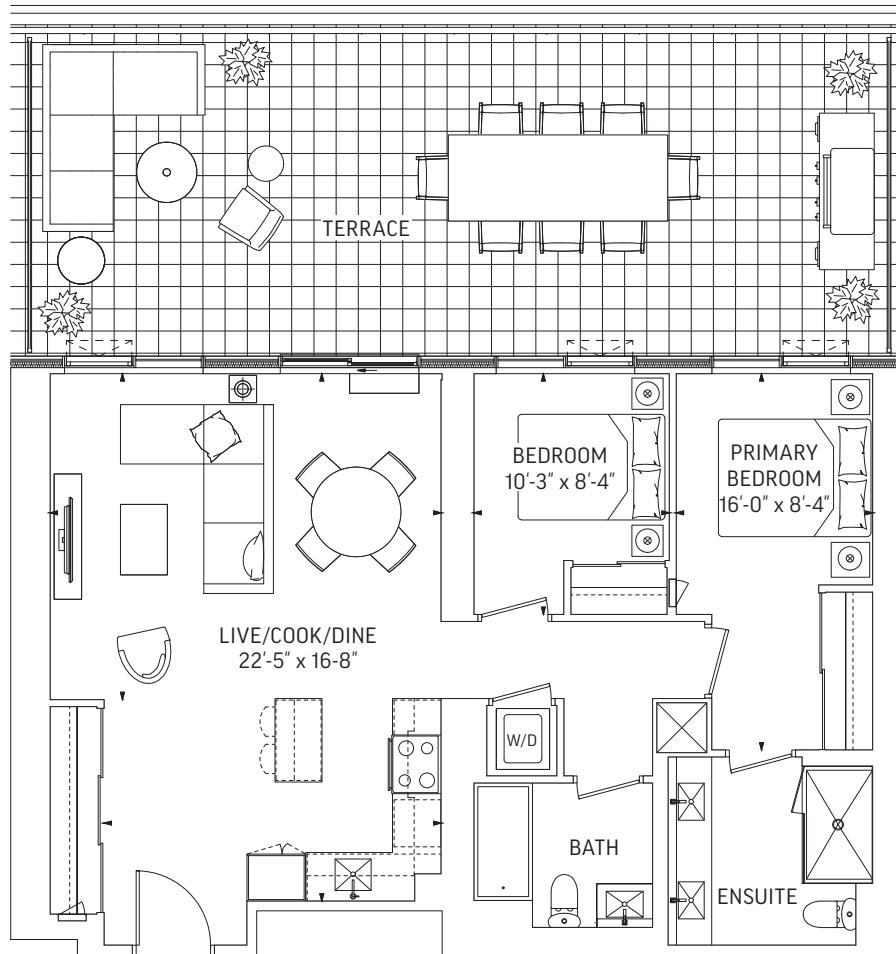 TERRACE
BEDROOM
10'-3" x 8'-4"
PRIMARY
BEDROOM
16'-0" x 8'-4"
LIVE/COOK/DINE
22'-5" x 16-8"
W/D
BATH
ENSUITE